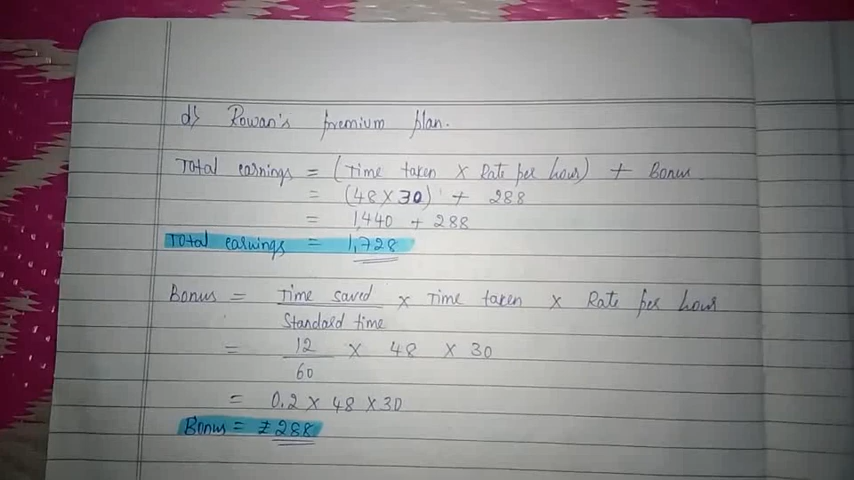 d) Rowan's premium plan.
Total earnings = (Time taken X Rate per hour) + Bonus
= (48X30) + 288
= 1,440 + 288
Total earnings = 1,728
Bonus = Time saved / Standard time X Time taken X Rate per hour
= 12 / 60 X 48 X 30
= 0.2 X 48 X 30
Bonus = ₹ 288